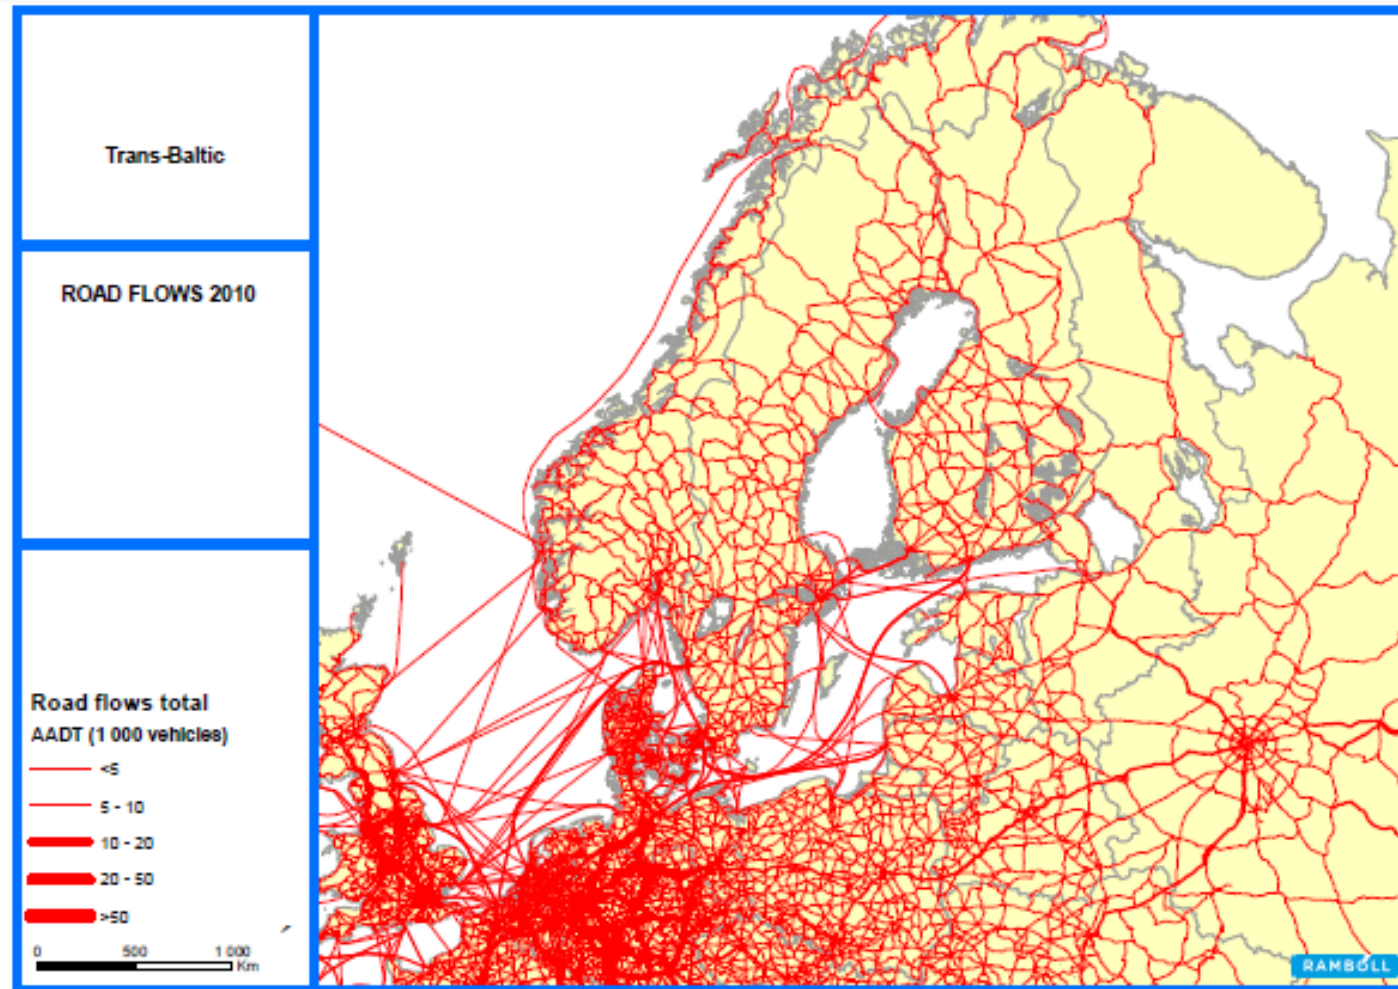 Trans-Baltic
ROAD FLOWS 2010
Road flows total
AADT (1 000 vehicles)
<5
5 - 10
10 - 20
20 - 50
>50
0 500 1 000
Km
RAMBOLL